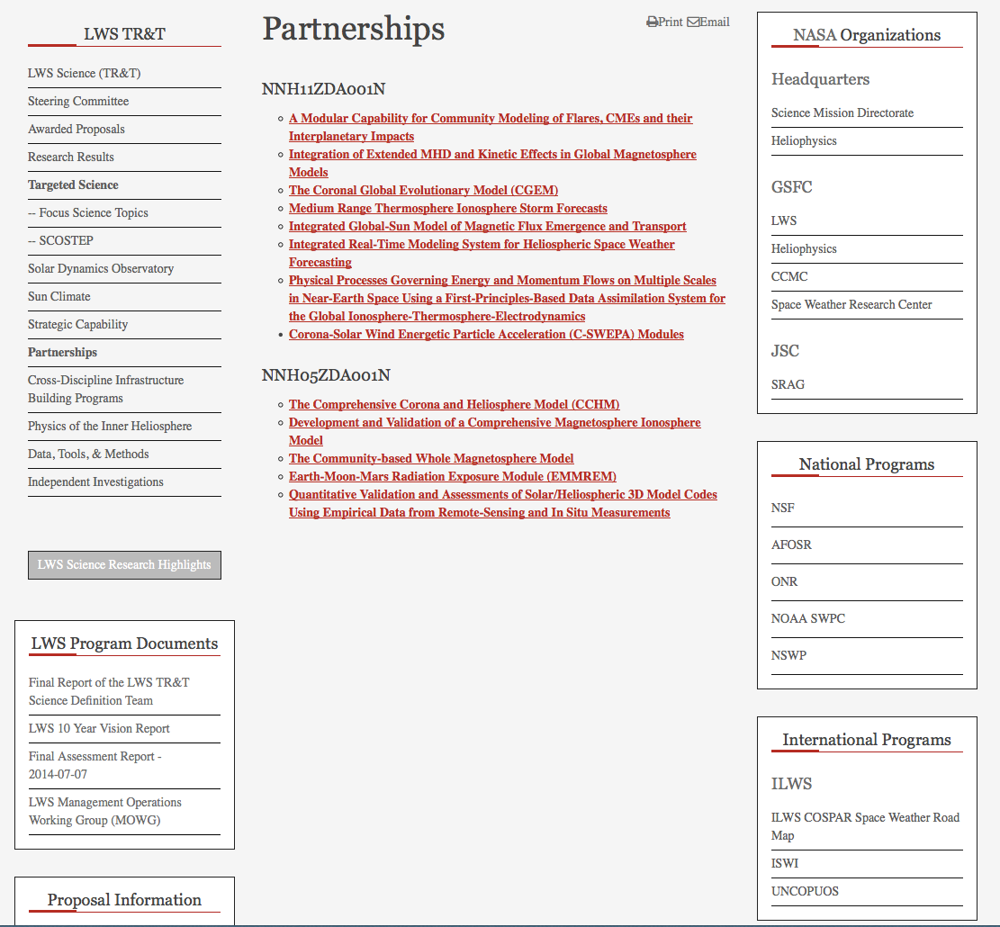 LWS TR&T
LWS Science (TR&T)
Steering Committee
Awarded Proposals
Research Results
Targeted Science
-- Focus Science Topics
-- SCOSTEP
Solar Dynamics Observatory
Sun Climate
Strategic Capability
Partnerships
Cross-Discipline Infrastructure
Building Programs
Physics of the Inner Heliosphere
Data, Tools, & Methods
Independent Investigations
LWS Science Research Highlights
LWS Program Documents
Final Report of the LWS TR&T
Science Definition Team
LWS 10 Year Vision Report
Final Assessment Report -
2014-07-07
LWS Management Operations
Working Group (MOWG)
Proposal Information
Partnerships
Print Email
NNH11ZDA001N
A Modular Capability for Community Modeling of Flares, CMEs and their
Interplanetary Impacts
Integration of Extended MHD and Kinetic Effects in Global Magnetosphere
Models
The Coronal Global Evolutionary Model (CGEM)
Medium Range Thermosphere Ionosphere Storm Forecasts
Integrated Global-Sun Model of Magnetic Flux Emergence and Transport
Integrated Real-Time Modeling System for Heliospheric Space Weather
Forecasting
Physical Processes Governing Energy and Momentum Flows on Multiple Scales
in Near-Earth Space Using a First-Principles-Based Data Assimilation System for
the Global Ionosphere-Thermosphere-Electrodynamics
Corona-Solar Wind Energetic Particle Acceleration (C-SWEPA) Modules
NNH05ZDA001N
The Comprehensive Corona and Heliosphere Model (CCHM)
Development and Validation of a Comprehensive Magnetosphere Ionosphere
Model
The Community-based Whole Magnetosphere Model
Earth-Moon-Mars Radiation Exposure Module (EMMREM)
Quantitative Validation and Assessments of Solar/Heliospheric 3D Model Codes
Using Empirical Data from Remote-Sensing and In Situ Measurements
NASA Organizations
Headquarters
Science Mission Directorate
Heliophysics
GSFC
LWS
Heliophysics
CCMC
Space Weather Research Center
JSC
SRAG
National Programs
NSF
AFOSR
ONR
NOAA SWPC
NSWP
International Programs
ILWS
ILWS COSPAR Space Weather Road
Map
ISWI
UNCOPUOS